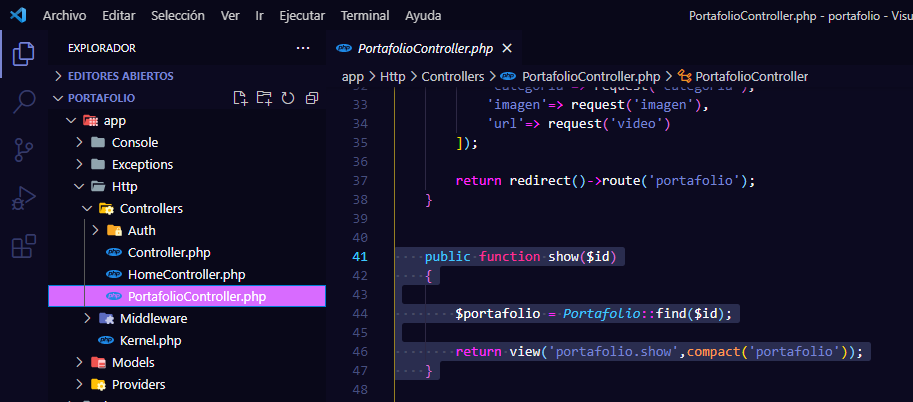 Archivo Editar Selección Ver Ir Ejecutar Terminal Ayuda PortafolioController.php - portafolio - Visu
EXPLORADOR ···
EDITORES ABIERTOS
PORTAFOLIO
app
Console
Exceptions
Http
Controllers
Auth
Controller.php
HomeController.php
PortafolioController.php
Middleware
Kernel.php
Models
Providers
PortafolioController.php
app > Http > Controllers > PortafolioController.php > PortafolioController
32 'categoria'=> request('categoria'),
33 'imagen'=> request('imagen'),
34 'url'=> request('video')
35 ]);
36
37 return redirect()->route('portafolio');
38 }
39
40
41 public function show($id)
42 {
43
44 $portafolio = Portafolio::find($id);
45
46 return view('portafolio.show',compact('portafolio'));
47 }
48